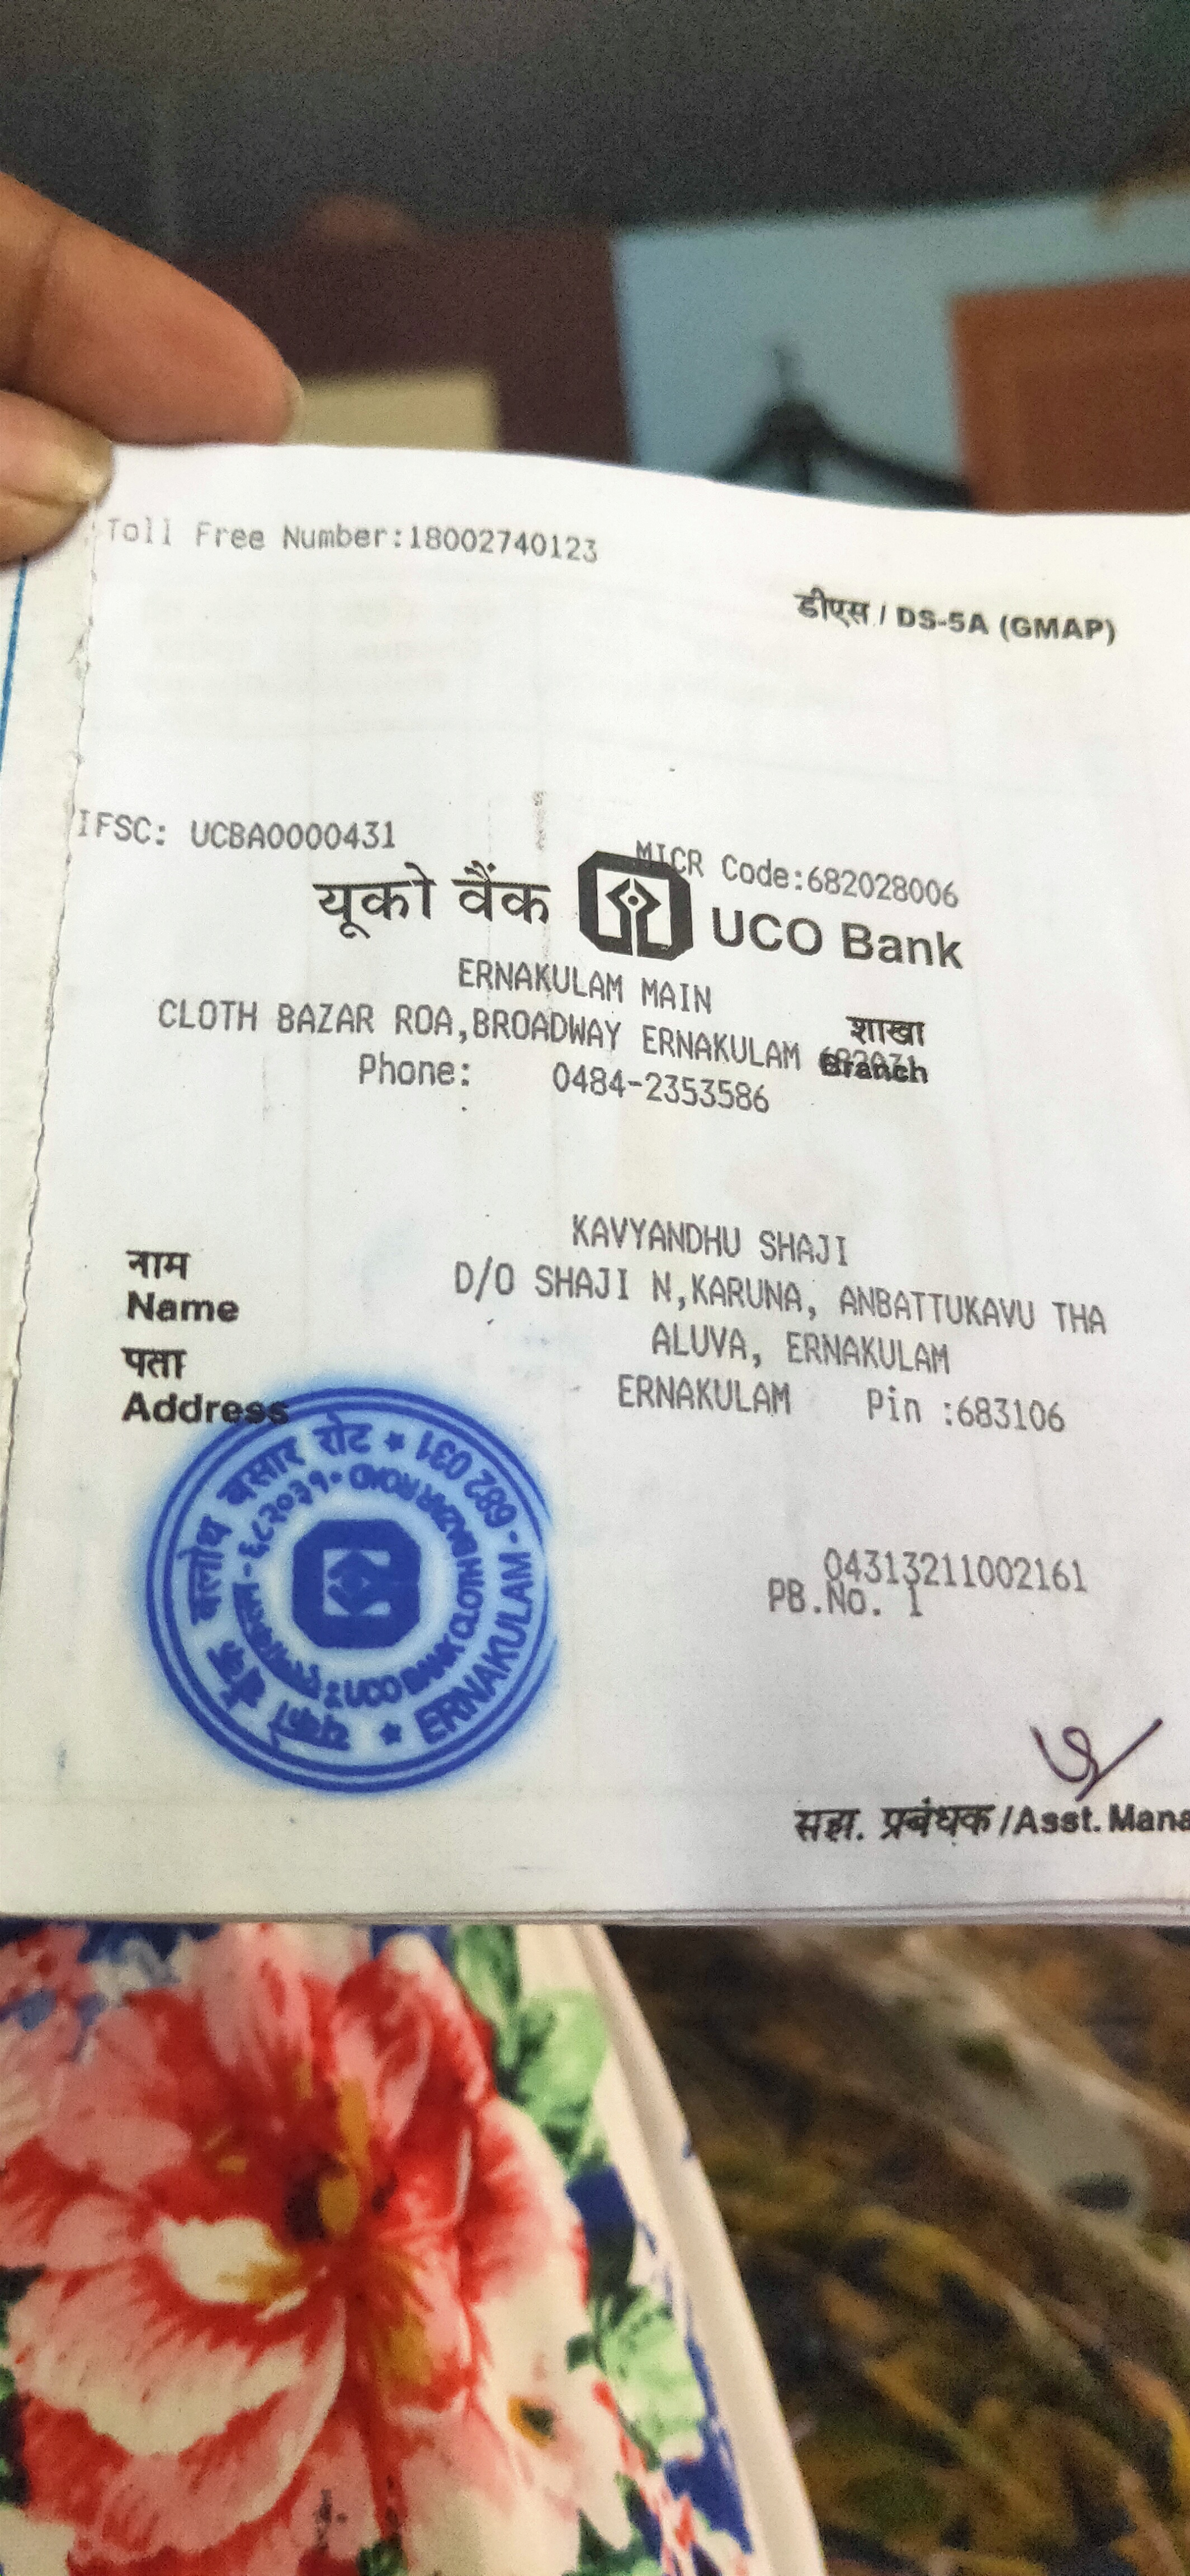 Toll Free Number:18002740123
डीएस / DS-5A (GMAP)
IFSC: UCBA0000431
MICR Code:682028006
यूको बैंक UCO Bank
ERNAKULAM MAIN
CLOTH BAZAR ROA,BROADWAY ERNAKULAM 682031
शाखा
Branch
Phone: 0484-2353586
KAVYANDHU SHAJI
नाम
Name
D/O SHAJI N,KARUNA, ANBATTUKAVU THA
ALUVA, ERNAKULAM
पता
Address
ERNAKULAM Pin :683106
04313211002161
PB.No. 1
क्लोथ बसार रोट ★ ERNAKULAM - 682 031 ★
६८२०३१ UCO BANK CLOTH BAZAR ROAD
सह. प्रबंधक /Asst. Mana